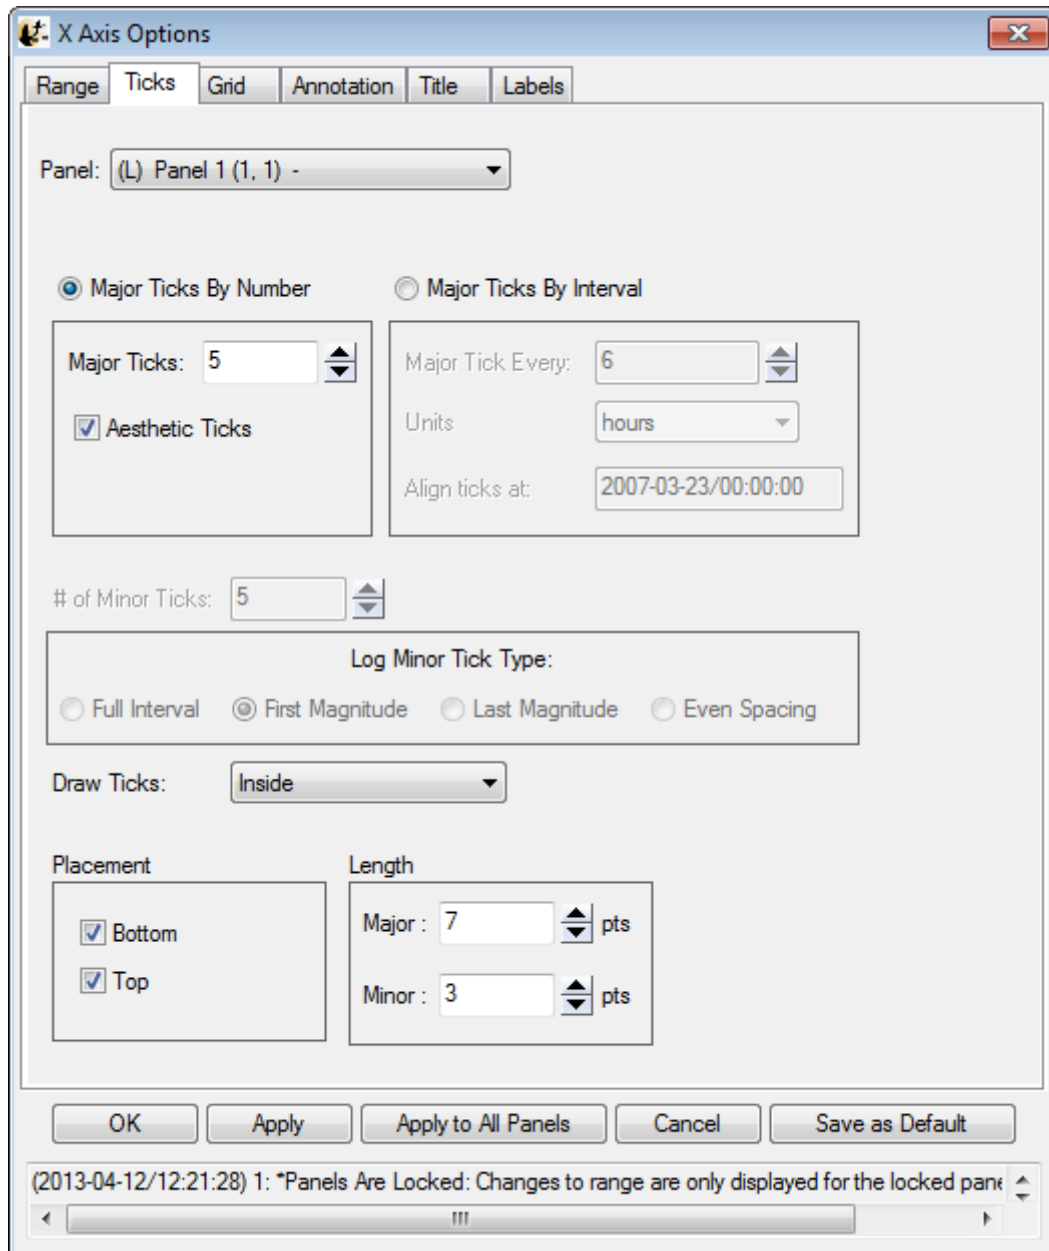 X Axis Options
Range Ticks Grid Annotation Title Labels
Panel: (L) Panel 1 (1, 1) -
Major Ticks By Number Major Ticks By Interval
Major Ticks: 5 Major Tick Every: 6
Aesthetic Ticks Units hours
Align ticks at: 2007-03-23/00:00:00
# of Minor Ticks: 5
Log Minor Tick Type:
Full Interval First Magnitude Last Magnitude Even Spacing
Draw Ticks: Inside
Placement Length
Bottom Major : 7 pts
Top Minor : 3 pts
OK Apply Apply to All Panels Cancel Save as Default
(2013-04-12/12:21:28) 1: *Panels Are Locked: Changes to range are only displayed for the locked pane